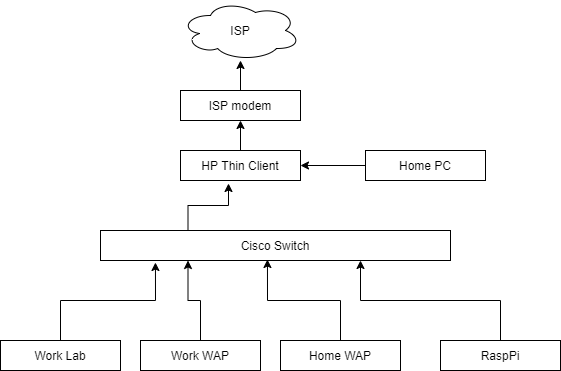 ISP
ISP modem
HP Thin Client
Home PC
Cisco Switch
Work Lab
Work WAP
Home WAP
RaspPi